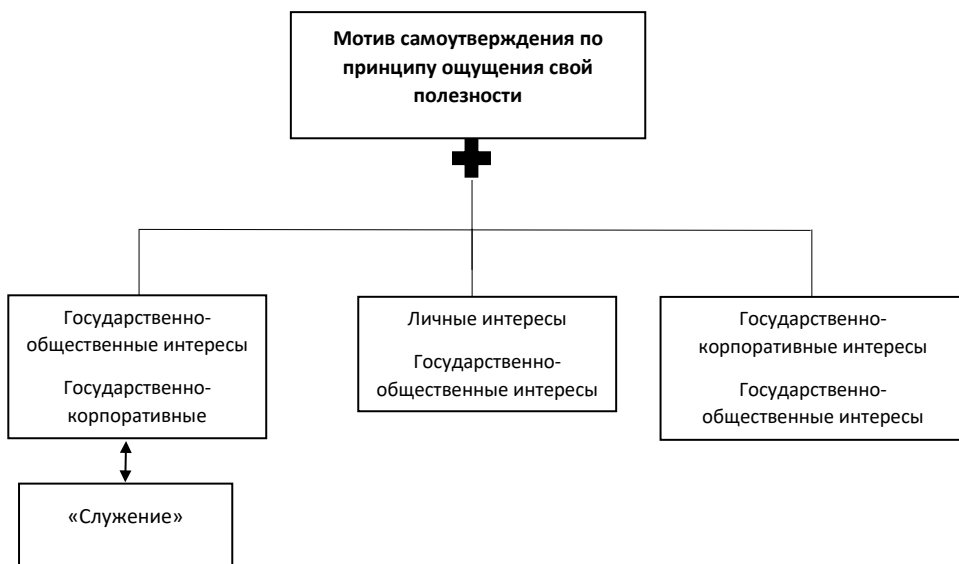 Мотив самоутверждения по
принципу ощущения свой
полезности
Государственно-
общественные интересы
Государственно-
корпоративные
Личные интересы
Государственно-
общественные интересы
Государственно-
корпоративные интересы
Государственно-
общественные интересы
«Служение»